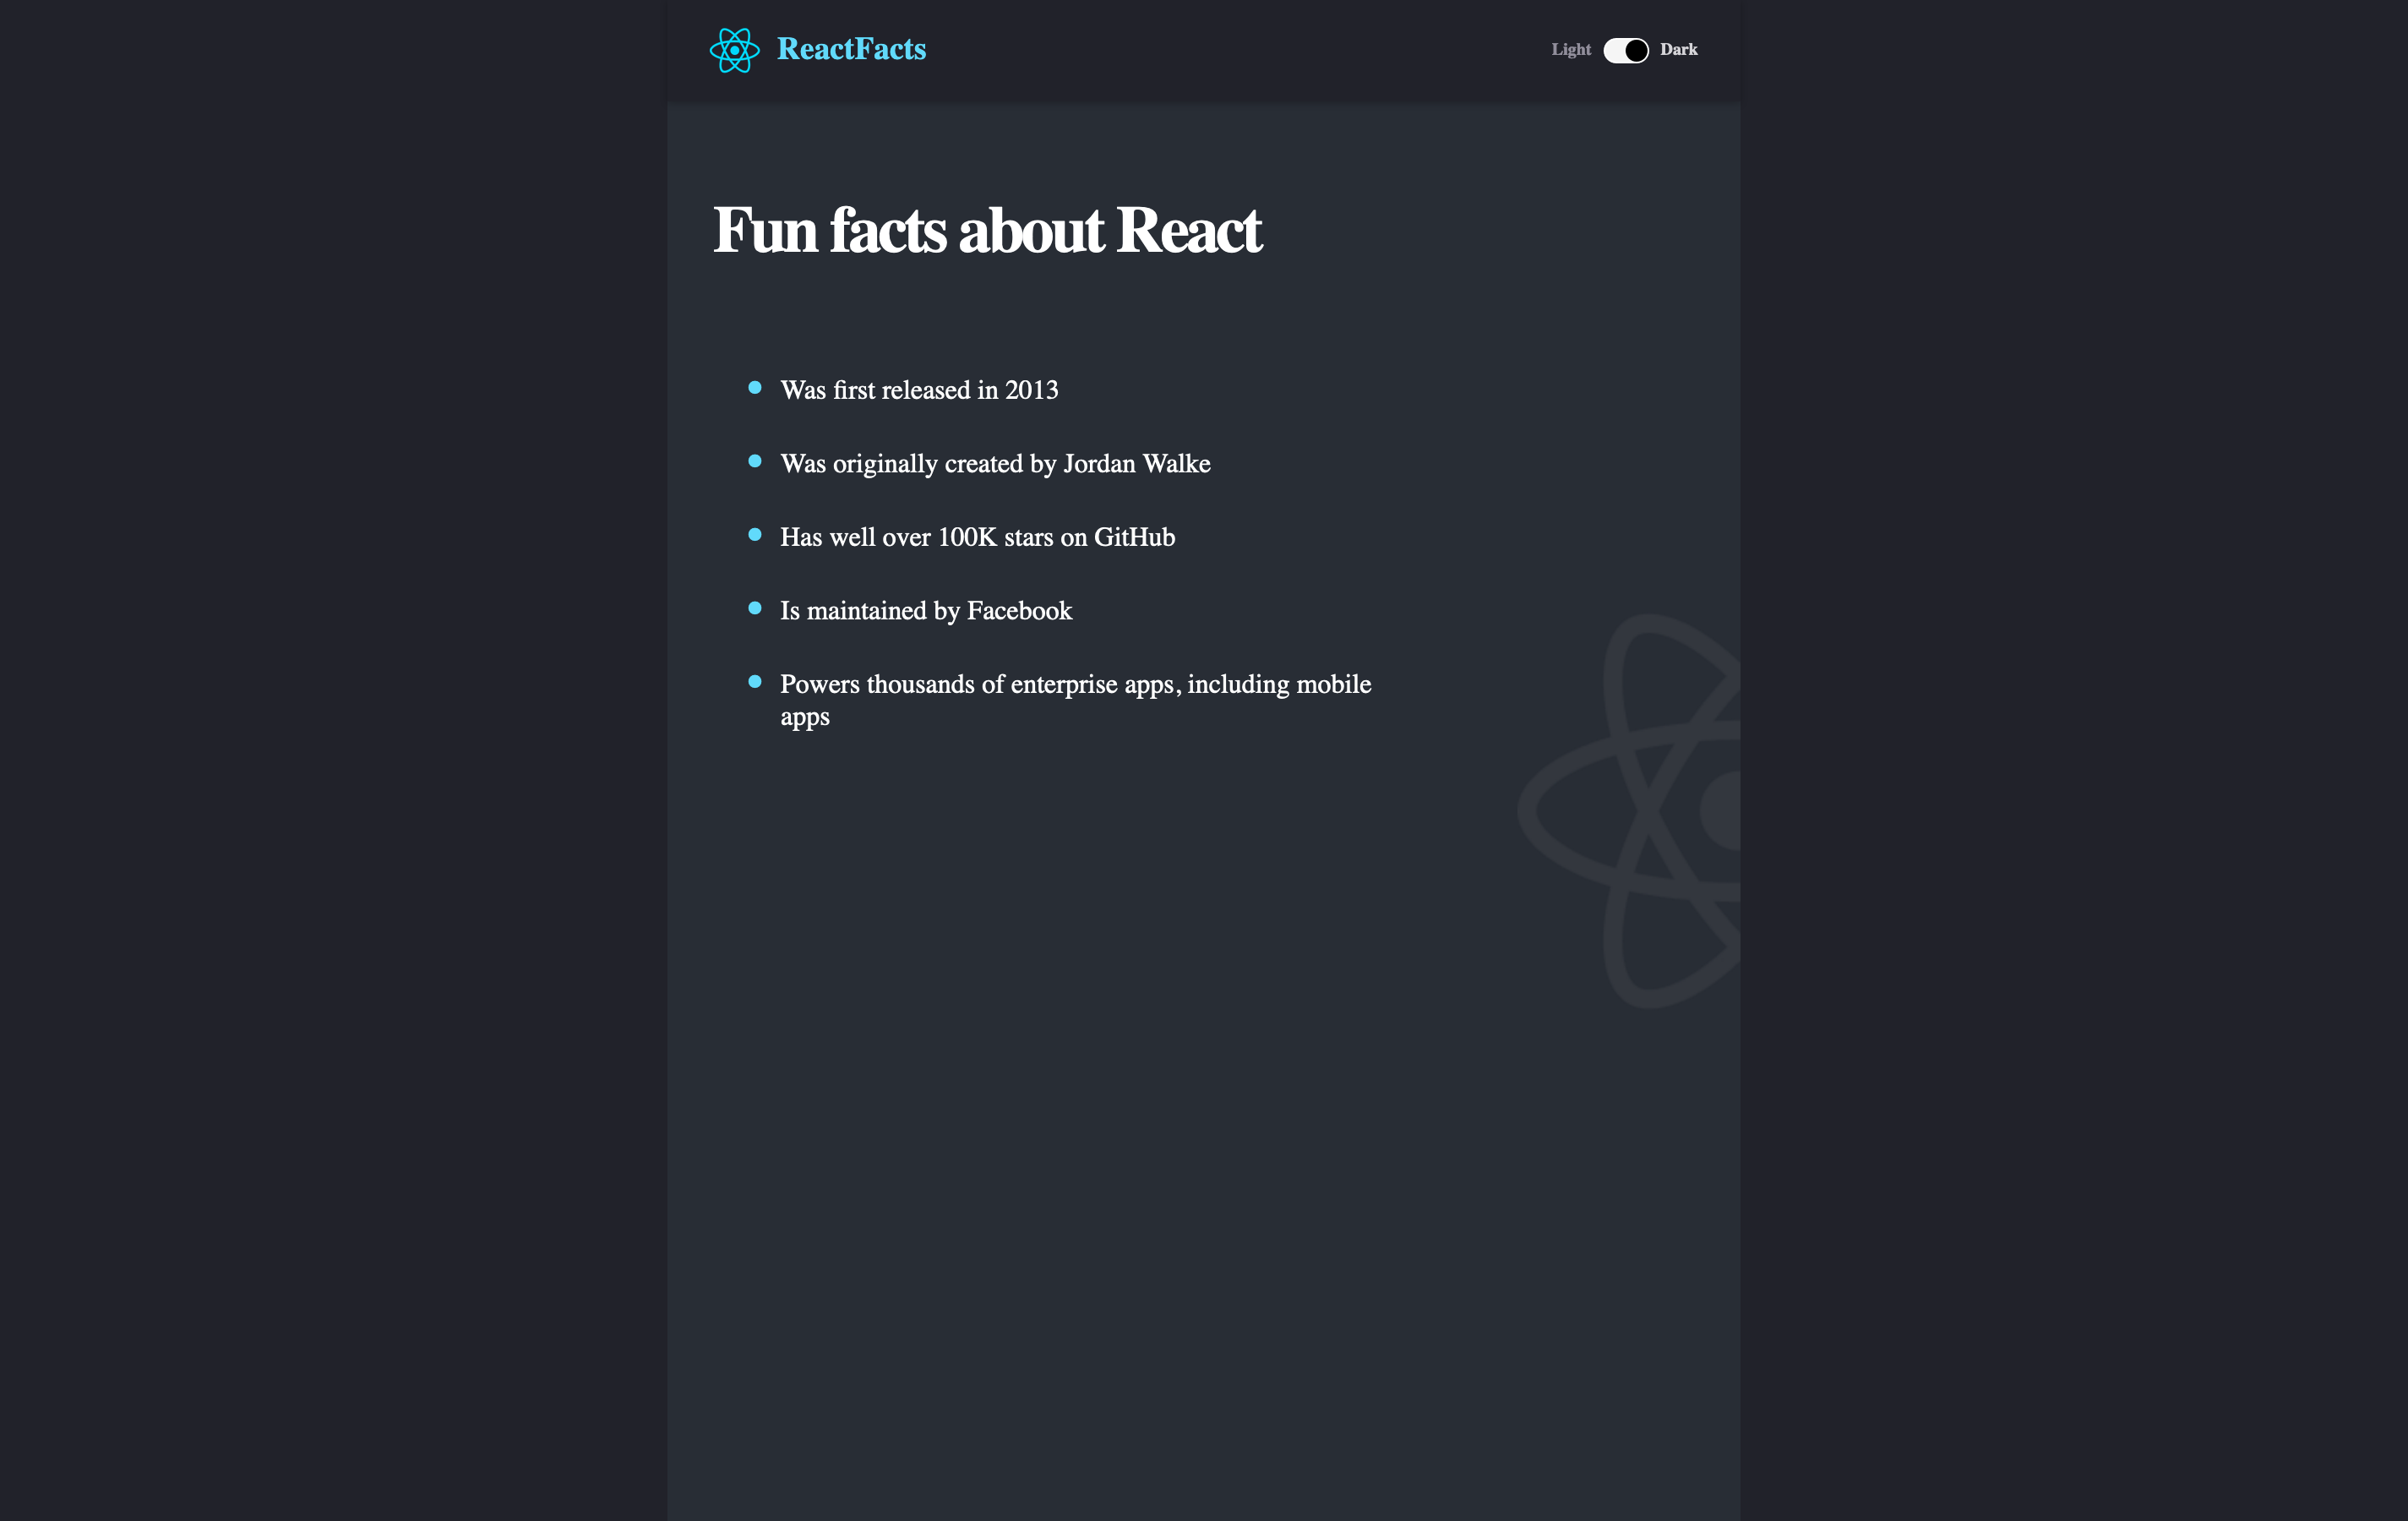 ReactFacts
Light Dark
Fun facts about React
Was first released in 2013
Was originally created by Jordan Walke
Has well over 100K stars on GitHub
Is maintained by Facebook
Powers thousands of enterprise apps, including mobile
apps